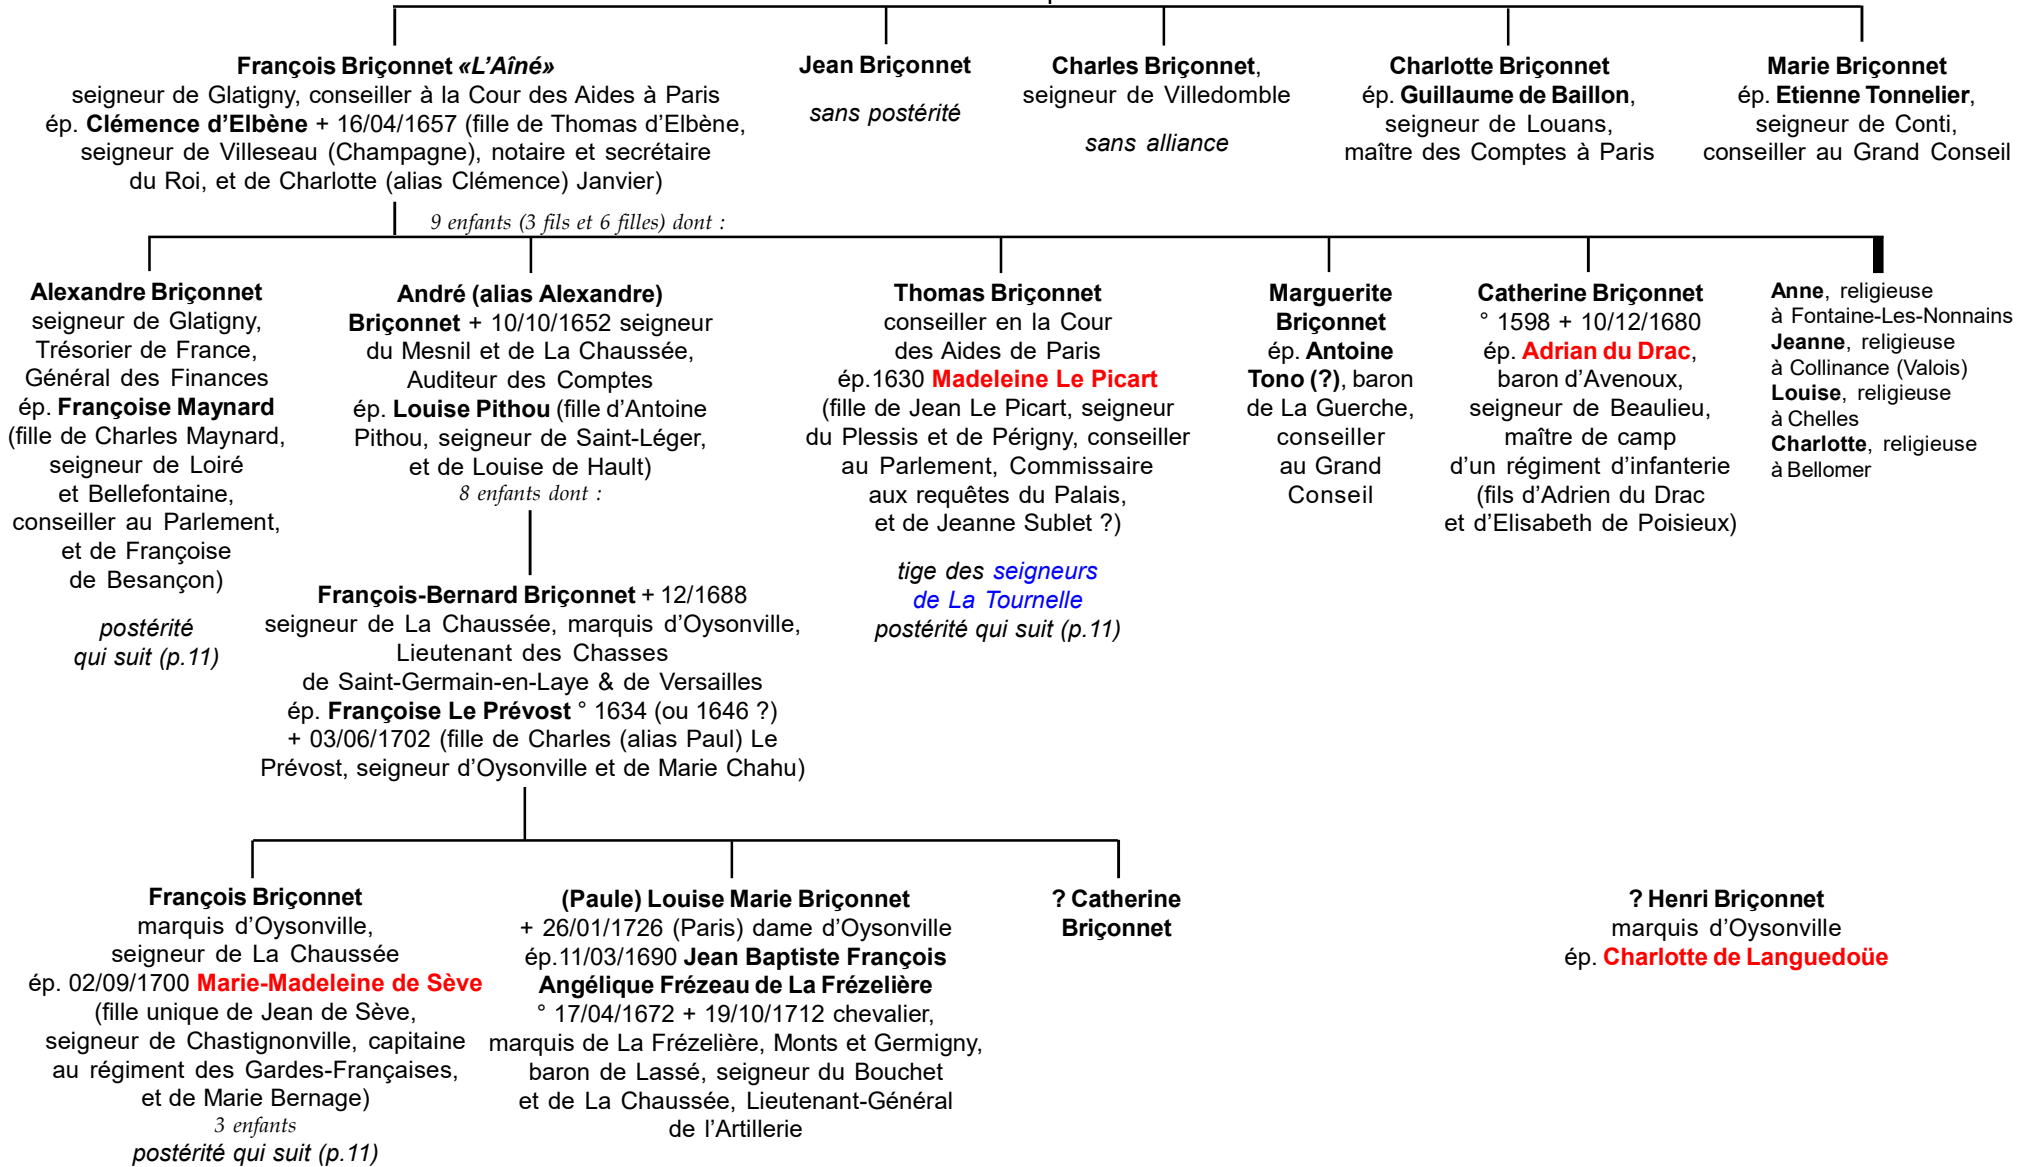 François Briçonnet «L’Aîné»
seigneur de Glatigny, conseiller à la Cour des Aides à Paris
ép. Clémence d’Elbène + 16/04/1657 (fille de Thomas d’Elbène,
seigneur de Villeseau (Champagne), notaire et secrétaire
du Roi, et de Charlotte (alias Clémence) Janvier)
Jean Briçonnet
sans postérité
Charles Briçonnet,
seigneur de Villedomble
sans alliance
Charlotte Briçonnet
ép. Guillaume de Baillon,
seigneur de Louans,
maître des Comptes à Paris
Marie Briçonnet
ép. Etienne Tonnelier,
seigneur de Conti,
conseiller au Grand Conseil
9 enfants (3 fils et 6 filles) dont :
Alexandre Briçonnet
seigneur de Glatigny,
Trésorier de France,
Général des Finances
ép. Françoise Maynard
(fille de Charles Maynard,
seigneur de Loiré
et Bellefontaine,
conseiller au Parlement,
et de Françoise
de Besançon)
postérité
qui suit (p.11)
André (alias Alexandre)
Briçonnet + 10/10/1652 seigneur
du Mesnil et de La Chaussée,
Auditeur des Comptes
ép. Louise Pithou (fille d’Antoine
Pithou, seigneur de Saint-Léger,
et de Louise de Hault)
8 enfants dont :
Thomas Briçonnet
conseiller en la Cour
des Aides de Paris
ép.1630 Madeleine Le Picart
(fille de Jean Le Picart, seigneur
du Plessis et de Périgny, conseiller
au Parlement, Commissaire
aux requêtes du Palais,
et de Jeanne Sublet ?)
tige des seigneurs
de La Tournelle
postérité qui suit (p.11)
Marguerite
Briçonnet
ép. Antoine
Tono (?), baron
de La Guerche,
conseiller
au Grand
Conseil
Catherine Briçonnet
° 1598 + 10/12/1680
ép. Adrian du Drac,
baron d’Avenoux,
seigneur de Beaulieu,
maître de camp
d’un régiment d’infanterie
(fils d’Adrien du Drac
et d’Elisabeth de Poisieux)
Anne, religieuse
à Fontaine-Les-Nonnains
Jeanne, religieuse
à Collinance (Valois)
Louise, religieuse
à Chelles
Charlotte, religieuse
à Bellomer
François-Bernard Briçonnet + 12/1688
seigneur de La Chaussée, marquis d’Oysonville,
Lieutenant des Chasses
de Saint-Germain-en-Laye & de Versailles
ép. Françoise Le Prévost ° 1634 (ou 1646 ?)
+ 03/06/1702 (fille de Charles (alias Paul) Le
Prévost, seigneur d’Oysonville et de Marie Chahu)
François Briçonnet
marquis d’Oysonville,
seigneur de La Chaussée
ép. 02/09/1700 Marie-Madeleine de Sève
(fille unique de Jean de Sève,
seigneur de Chastignonville, capitaine
au régiment des Gardes-Françaises,
et de Marie Bernage)
3 enfants
postérité qui suit (p.11)
(Paule) Louise Marie Briçonnet
+ 26/01/1726 (Paris) dame d’Oysonville
ép.11/03/1690 Jean Baptiste François
Angélique Frézeau de La Frézelière
° 17/04/1672 + 19/10/1712 chevalier,
marquis de La Frézelière, Monts et Germigny,
baron de Lassé, seigneur du Bouchet
et de La Chaussée, Lieutenant-Général
de l’Artillerie
? Catherine
Briçonnet
? Henri Briçonnet
marquis d’Oysonville
ép. Charlotte de Languedoüe